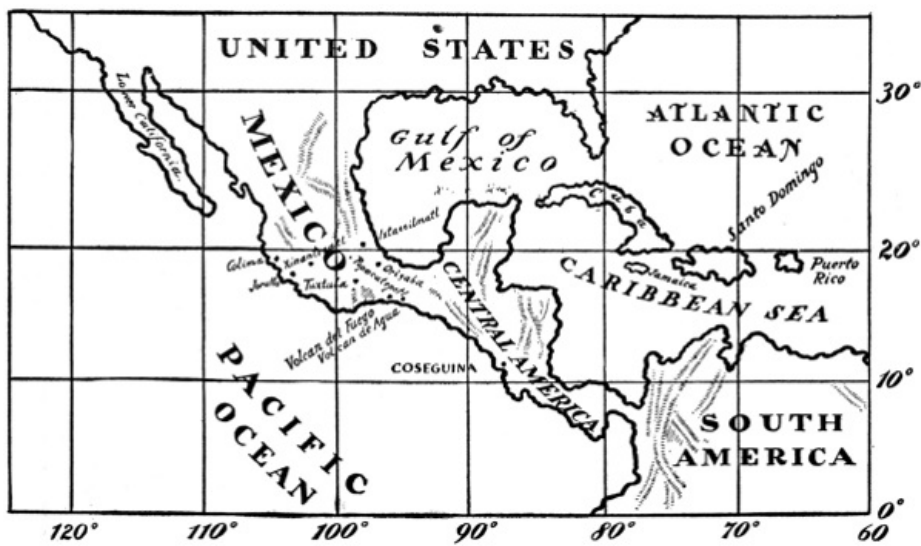 UNITED STATES
30°
Lower California
MEXICO
Gulf of
Mexico
ATLANTIC
OCEAN
Cuba
Santo Domingo
Istaccihuatl
20°
Colima
Orizaba
Tuxtula
Jamaica
Puerto
Rico
CARIBBEAN SEA
CENTRAL AMERICA
Volcan del Fuego
Volcan de Agua
COSEGUINA
10°
PACIFIC
OCEAN
SOUTH
AMERICA
0°
120° 110° 100° 90° 80° 70° 60